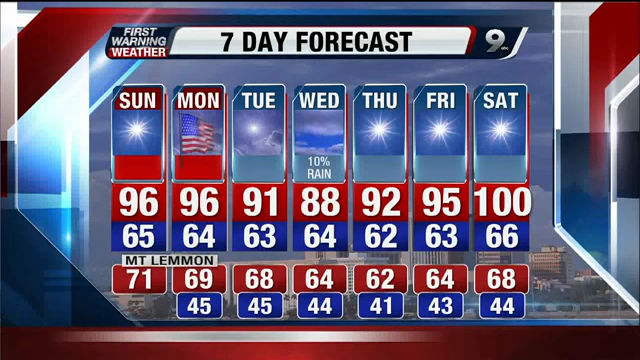 FIRST
WARNING
WEATHER
7 DAY FORECAST
9 abc
SUN MON TUE WED THU FRI SAT
10%
RAIN
96 96 91 88 92 95 100
65 64 63 64 62 63 66
MT LEMMON
71 69 68 64 62 64 68
45 45 44 41 43 44